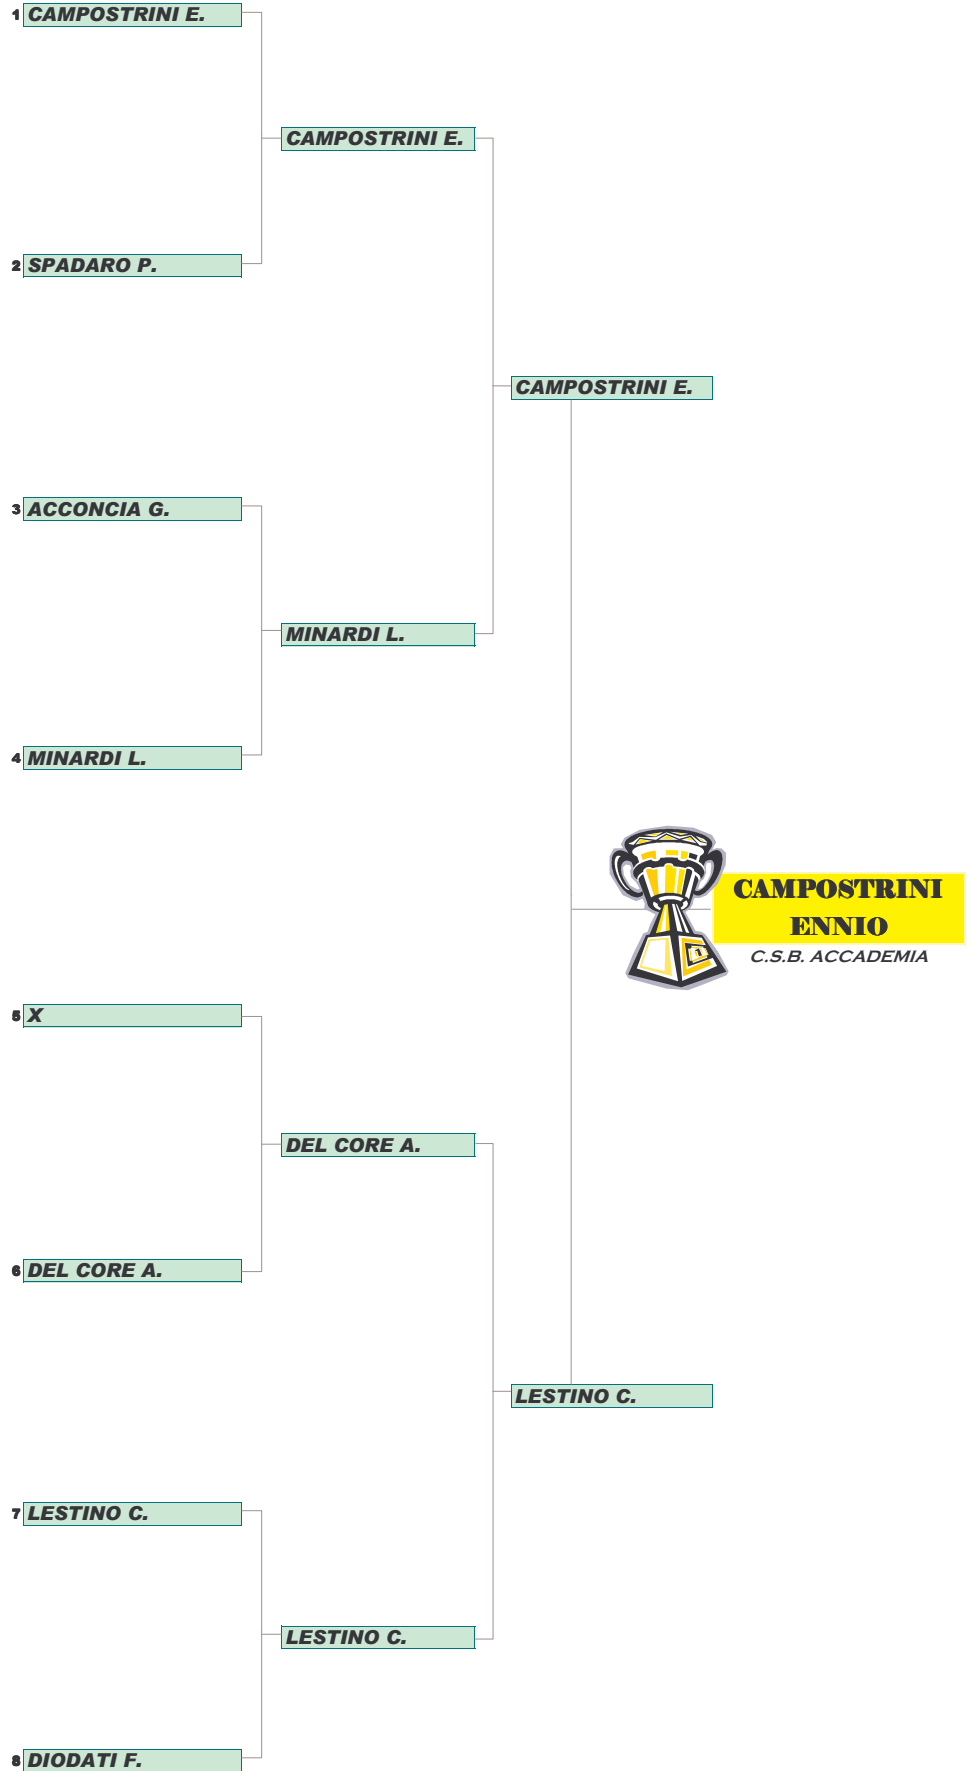 1 CAMPOSTRINI E.
CAMPOSTRINI E.
2 SPADARO P.
CAMPOSTRINI E.
3 ACCONCIA G.
MINARDI L.
4 MINARDI L.
CAMPOSTRINI
ENNIO
1
C.S.B. ACCADEMIA
5 X
DEL CORE A.
6 DEL CORE A.
LESTINO C.
7 LESTINO C.
LESTINO C.
8 DIODATI F.